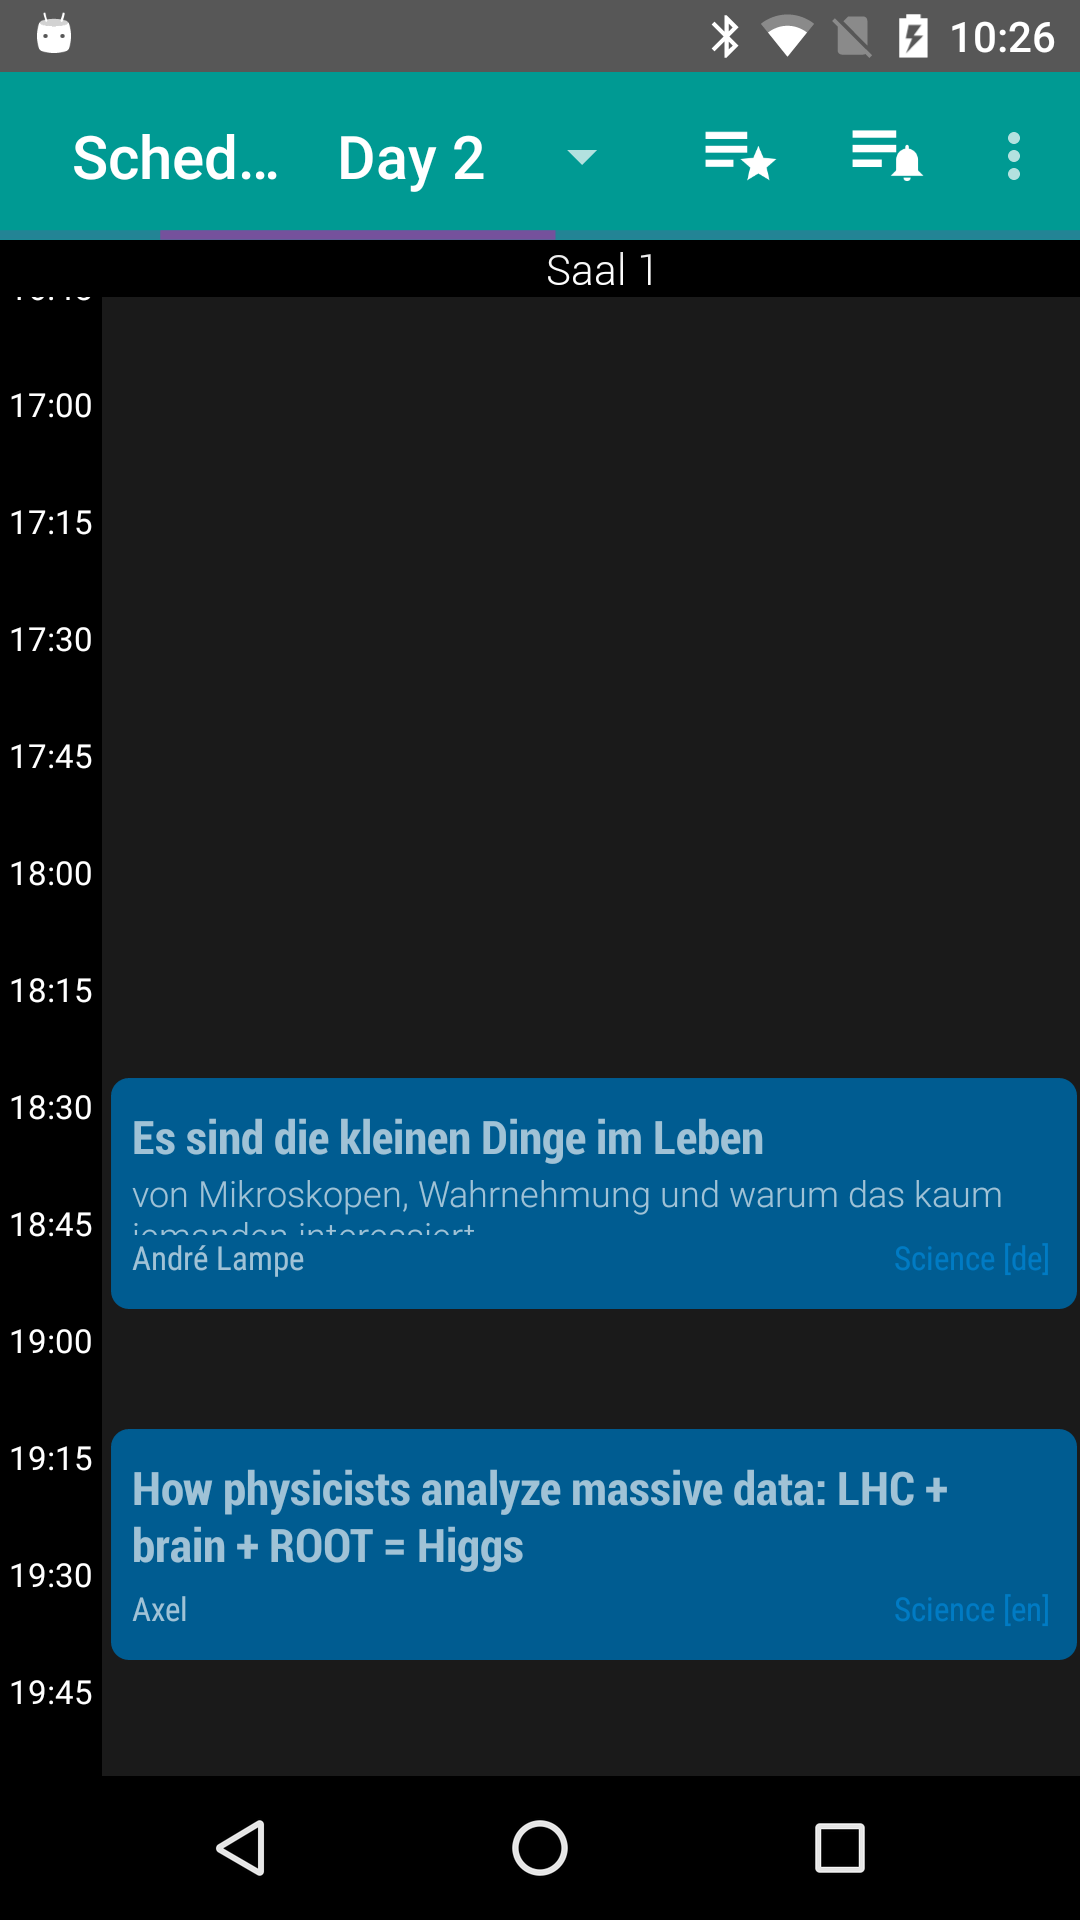 10:26
Sched... Day 2
Saal 1
17:00
17:15
17:30
17:45
18:00
18:15
18:30
Es sind die kleinen Dinge im Leben
von Mikroskopen, Wahrnehmung und warum das kaum
jemanden interessiert
18:45
André Lampe
Science [de]
19:00
19:15
How physicists analyze massive data: LHC +
brain + ROOT = Higgs
19:30
Axel
Science [en]
19:45